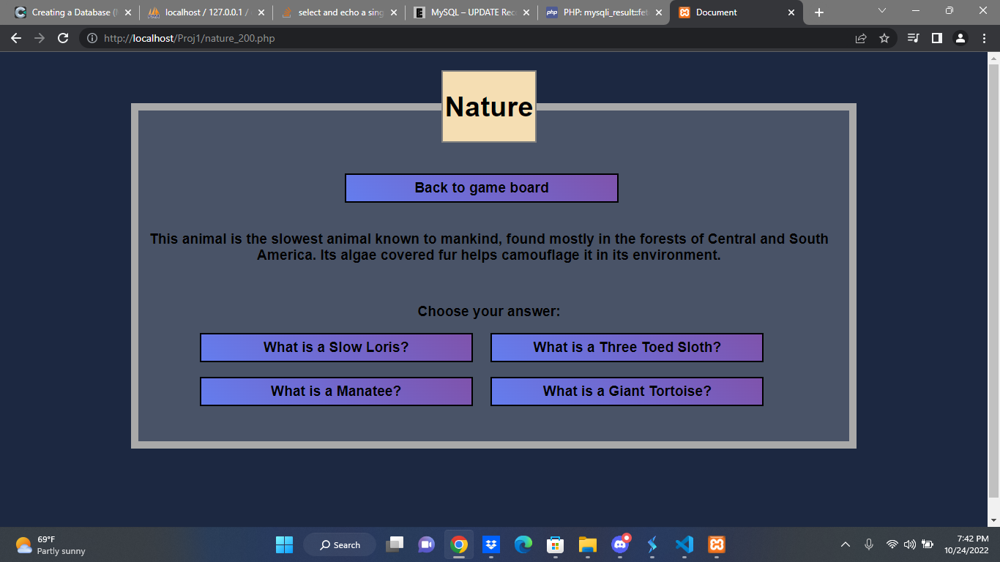 Creating a Database (
localhost / 127.0.0.1 /
select and echo a sing
MySQL – UPDATE Rec
php
PHP: mysqli_result::fet
Document
http://localhost/Proj1/nature_200.php
Nature
Back to game board
This animal is the slowest animal known to mankind, found mostly in the forests of Central and South
America. Its algae covered fur helps camouflage it in its environment.
Choose your answer:
What is a Slow Loris?
What is a Three Toed Sloth?
What is a Manatee?
What is a Giant Tortoise?
69°F
Partly sunny
Search
7:42 PM
10/24/2022